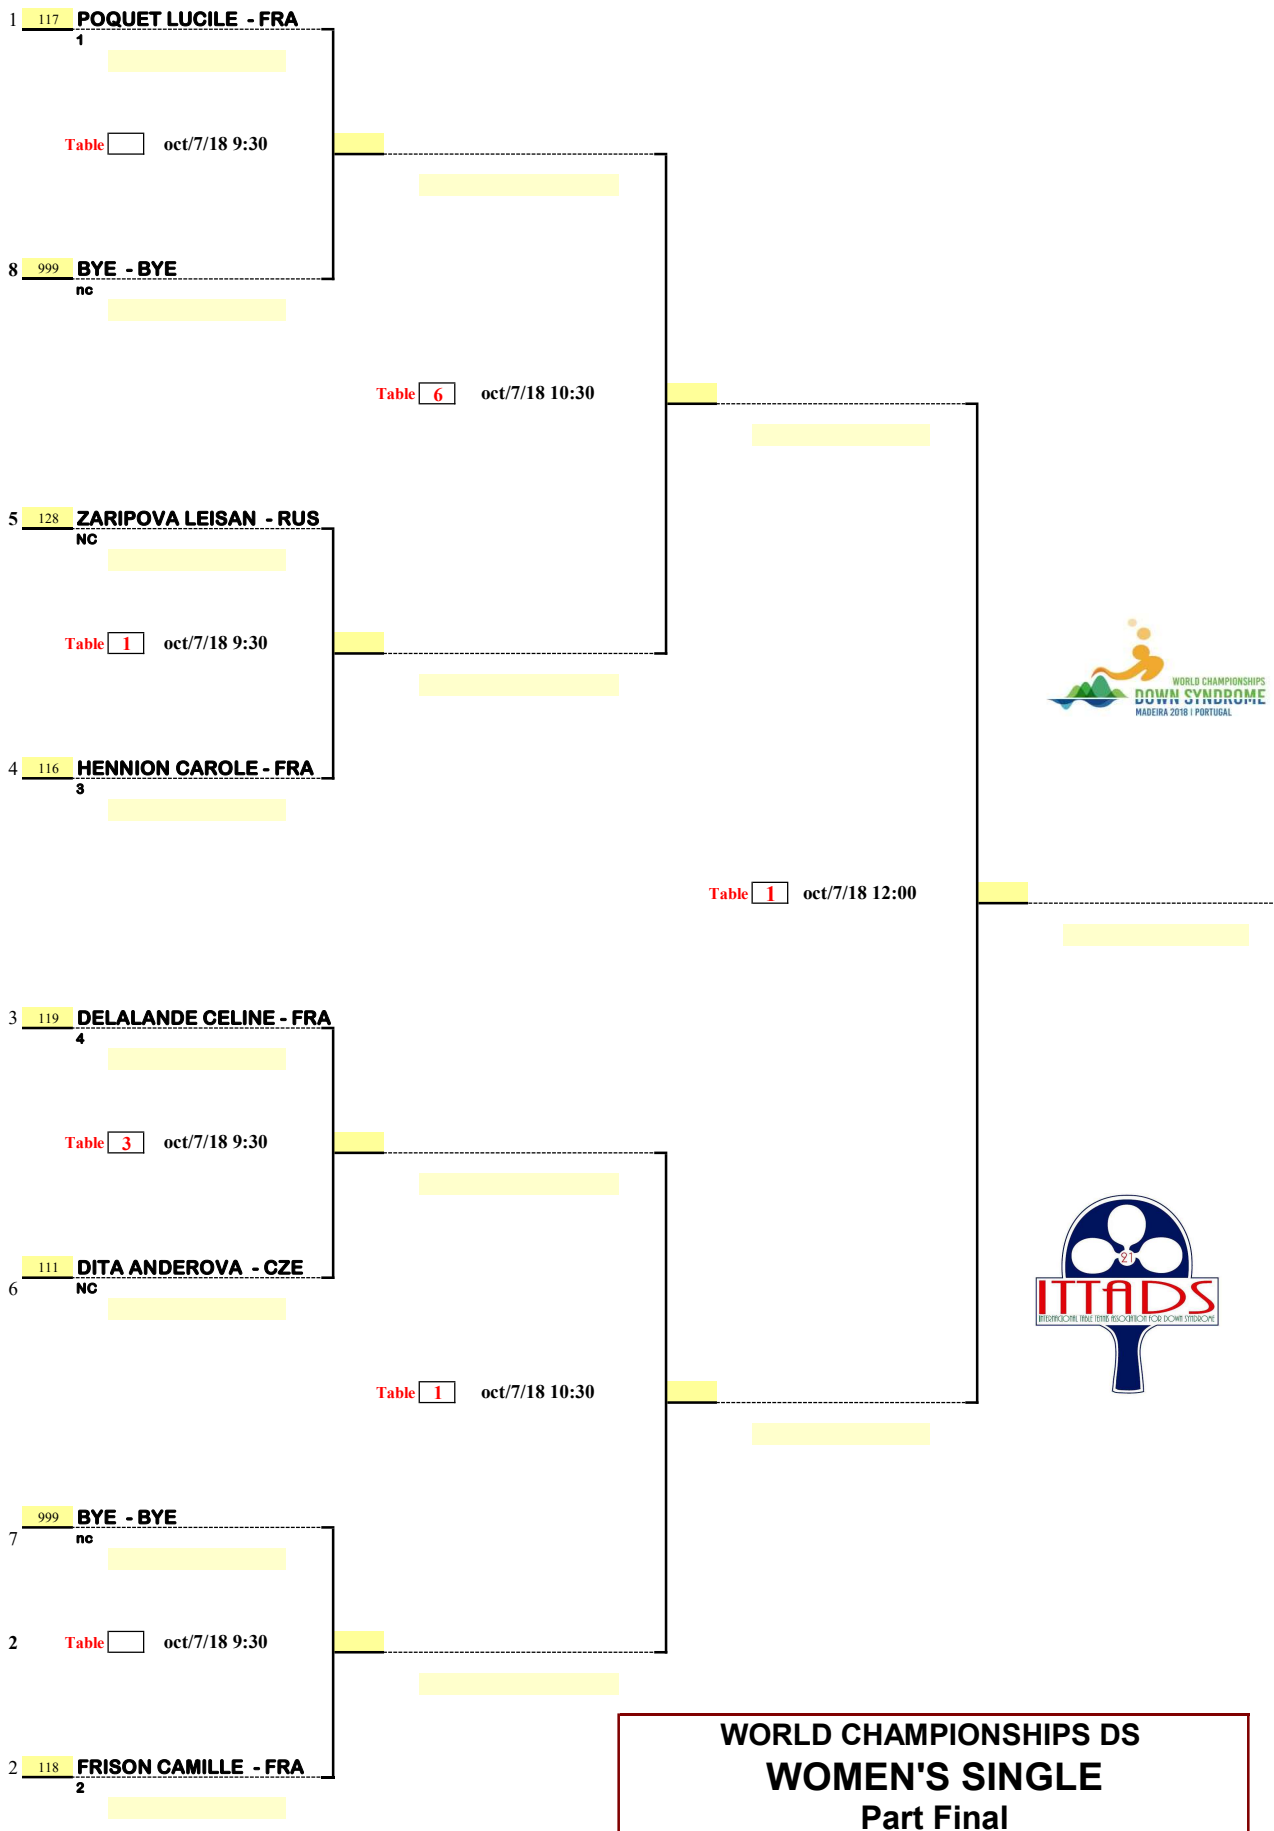 1 117 POQUET LUCILE - FRA
1
Table oct/7/18 9:30
8 999 BYE - BYE
nc
Table 6 oct/7/18 10:30
5 128 ZARIPOVA LEISAN - RUS
NC
Table 1 oct/7/18 9:30
WORLD CHAMPIONSHIPS
DOWN SYNDROME
MADEIRA 2018 | PORTUGAL
4 116 HENNION CAROLE - FRA
3
Table 1 oct/7/18 12:00
3 119 DELALANDE CELINE - FRA
4
Table 3 oct/7/18 9:30
111 DITA ANDEROVA - CZE
6 NC
21
ITTADS
INTERNACIONAL TABLE TENNIS ASSOCIATION FOR DOWN SYNDROME
Table 1 oct/7/18 10:30
999 BYE - BYE
7 nc
2 Table oct/7/18 9:30
2 118 FRISON CAMILLE - FRA
2
WORLD CHAMPIONSHIPS DS
WOMEN'S SINGLE
Part Final